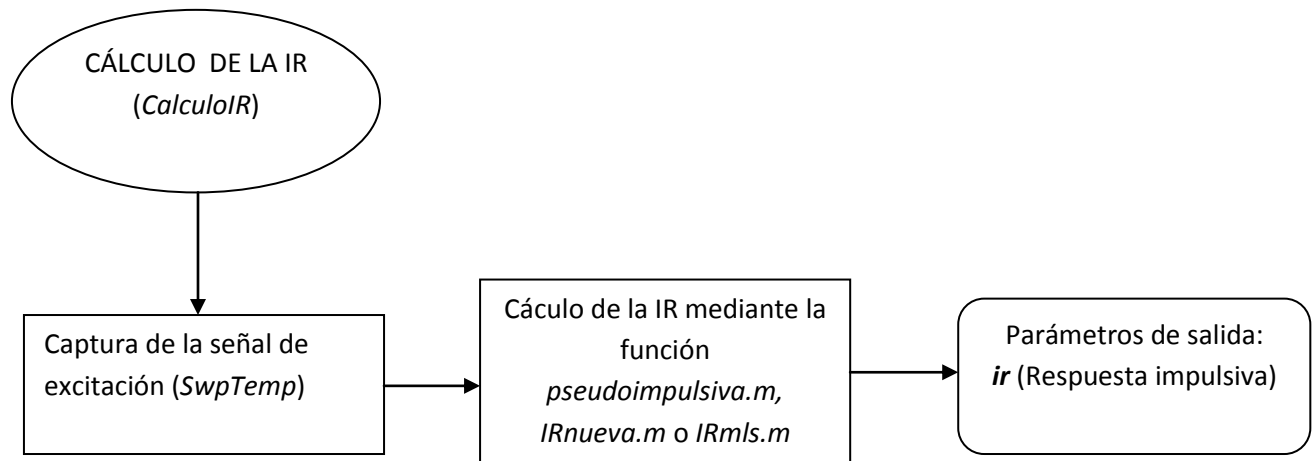 CÁLCULO DE LA IR
(CalculoIR)
Captura de la señal de
excitación (SwpTemp)
Cáculo de la IR mediante la
función
pseudoimpulsiva.m,
IRnueva.m o IRmls.m
Parámetros de salida:
ir (Respuesta impulsiva)